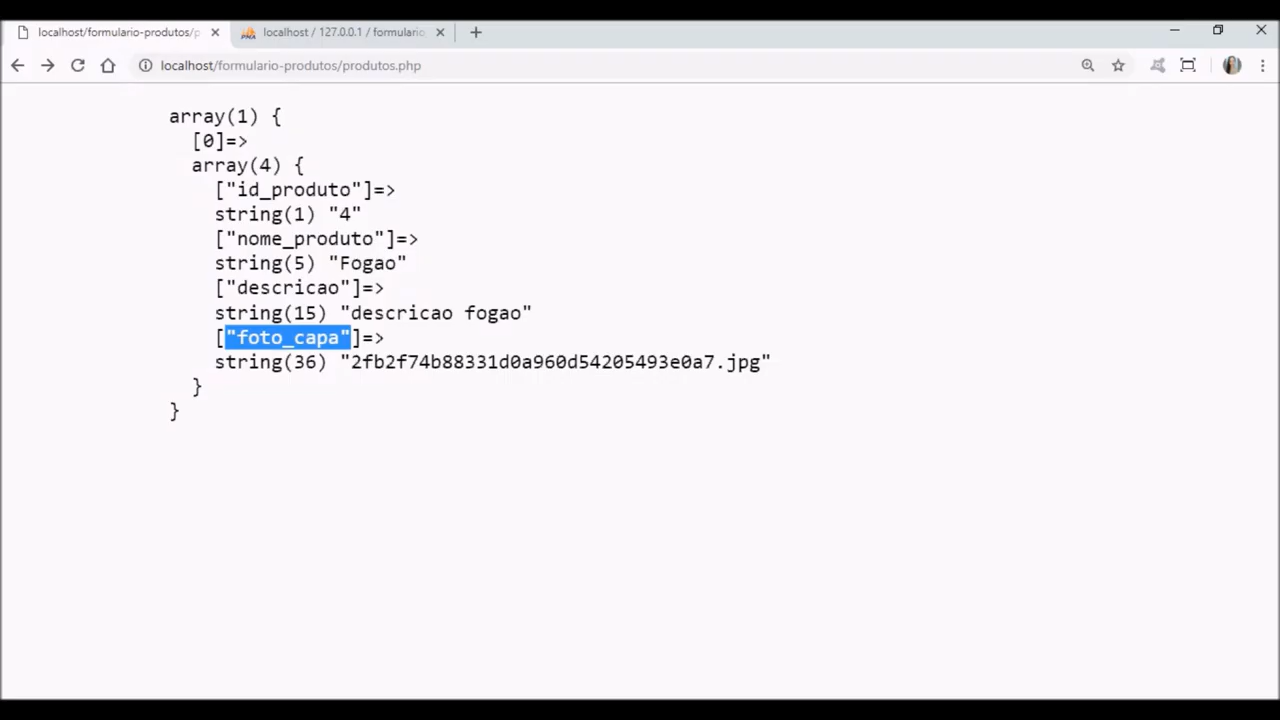 localhost/formulario-produtos/p
localhost / 127.0.0.1 / formulario
localhost/formulario-produtos/produtos.php
array(1) {
[0]=>
array(4) {
["id_produto"]=>
string(1) "4"
["nome_produto"]=>
string(5) "Fogao"
["descricao"]=>
string(15) "descricao fogao"
["foto_capa"]=>
string(36) "2fb2f74b88331d0a960d54205493e0a7.jpg"
}
}